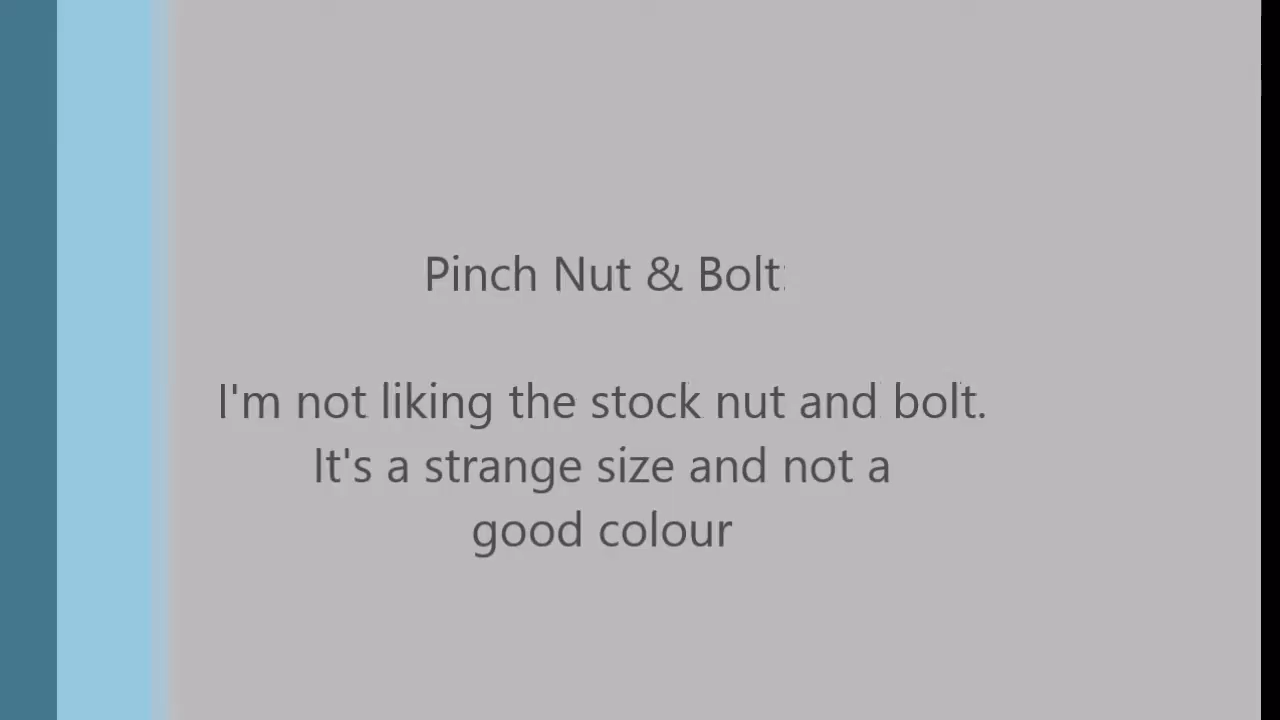 Pinch Nut & Bolt:
I'm not liking the stock nut and bolt.
It's a strange size and not a
good colour